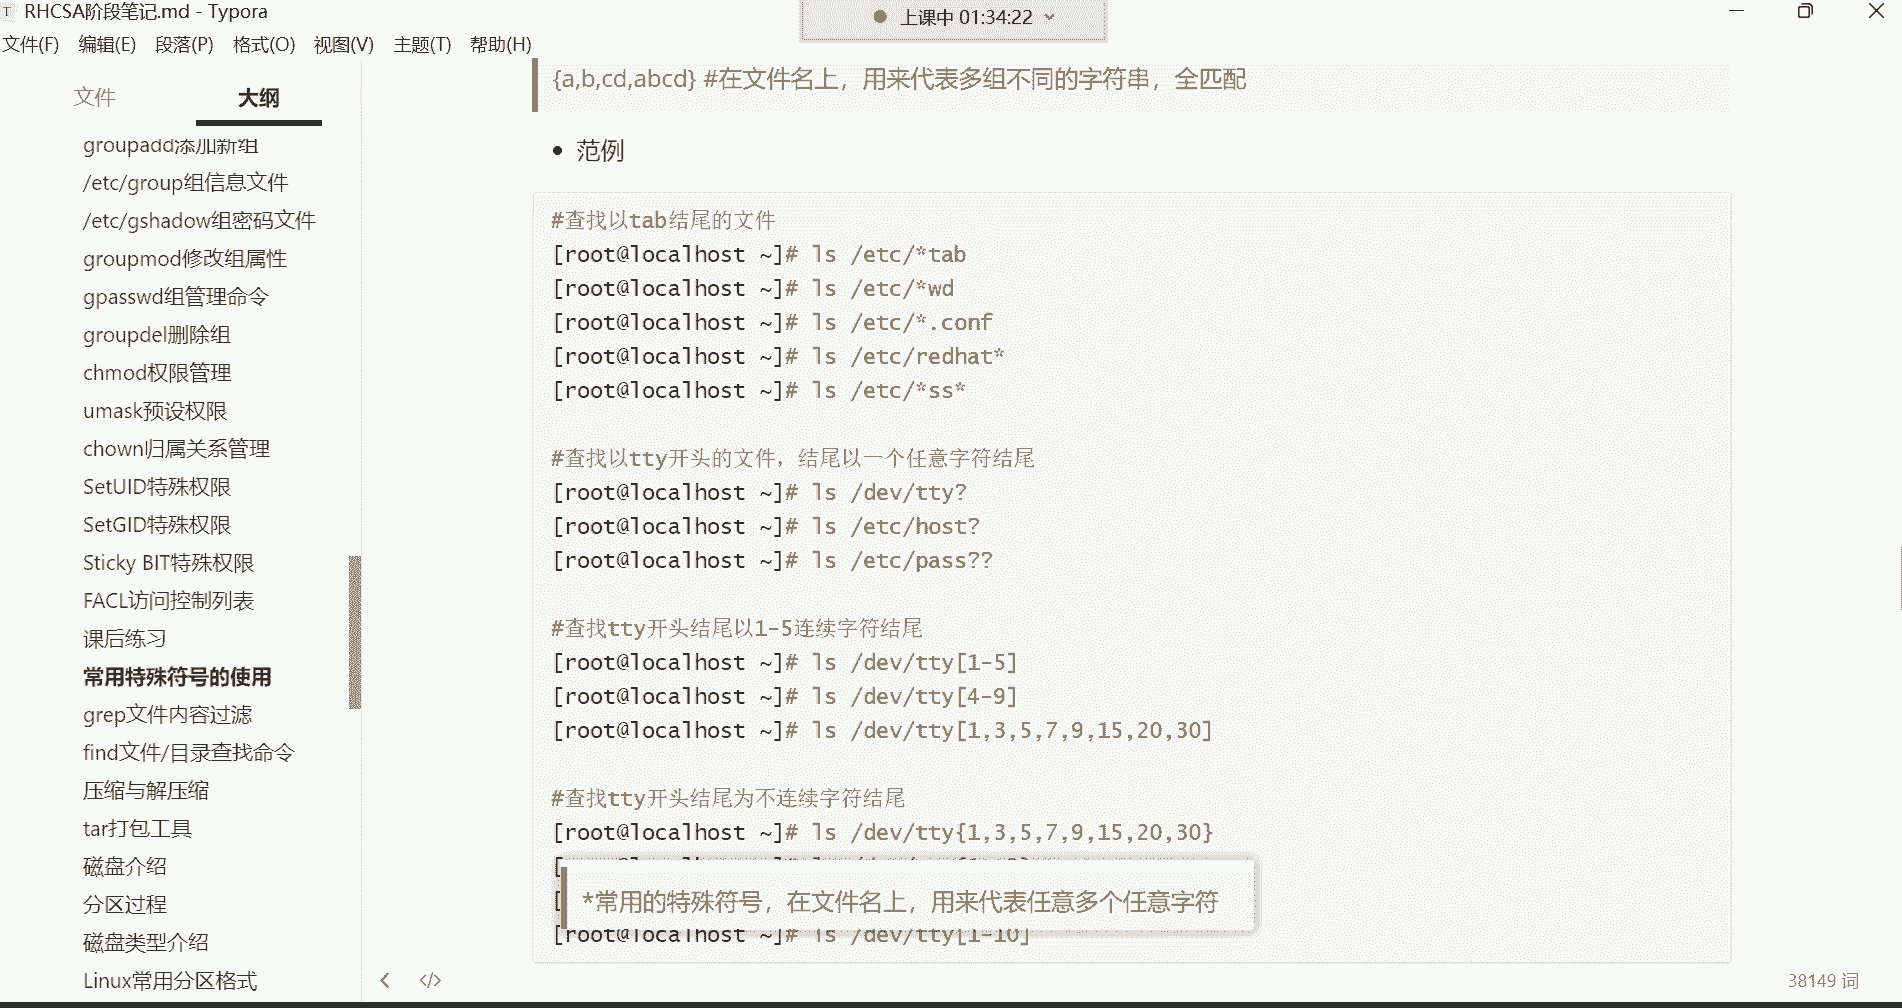 RHCSA阶段笔记.md - Typora
上课中 01:34:22
文件(F) 编辑(E) 段落(P) 格式(O) 视图(V) 主题(T) 帮助(H)
文件 大纲
groupadd添加新组
/etc/group组信息文件
/etc/gshadow组密码文件
groupmod修改组属性
gpasswd组管理命令
groupdel删除组
chmod权限管理
umask预设权限
chown归属关系管理
SetUID特殊权限
SetGID特殊权限
Sticky BIT特殊权限
FACL访问控制列表
课后练习
常用特殊符号的使用
grep文件内容过滤
find文件/目录查找命令
压缩与解压缩
tar打包工具
磁盘介绍
分区过程
磁盘类型介绍
Linux常用分区格式
{a,b,cd,abcd} #在文件名上，用来代表多组不同的字符串，全匹配
• 范例
#查找以tab结尾的文件
[root@localhost ~]# ls /etc/*tab
[root@localhost ~]# ls /etc/*wd
[root@localhost ~]# ls /etc/*.conf
[root@localhost ~]# ls /etc/redhat*
[root@localhost ~]# ls /etc/*ss*
#查找以tty开头的文件，结尾以一个任意字符结尾
[root@localhost ~]# ls /dev/tty?
[root@localhost ~]# ls /etc/host?
[root@localhost ~]# ls /etc/pass??
#查找tty开头结尾以1-5连续字符结尾
[root@localhost ~]# ls /dev/tty[1-5]
[root@localhost ~]# ls /dev/tty[4-9]
[root@localhost ~]# ls /dev/tty[1,3,5,7,9,15,20,30]
#查找tty开头结尾为不连续字符结尾
[root@localhost ~]# ls /dev/tty{1,3,5,7,9,15,20,30}
*常用的特殊符号，在文件名上，用来代表任意多个任意字符
[root@localhost ~]# ls /dev/tty[1-10]
38149 词